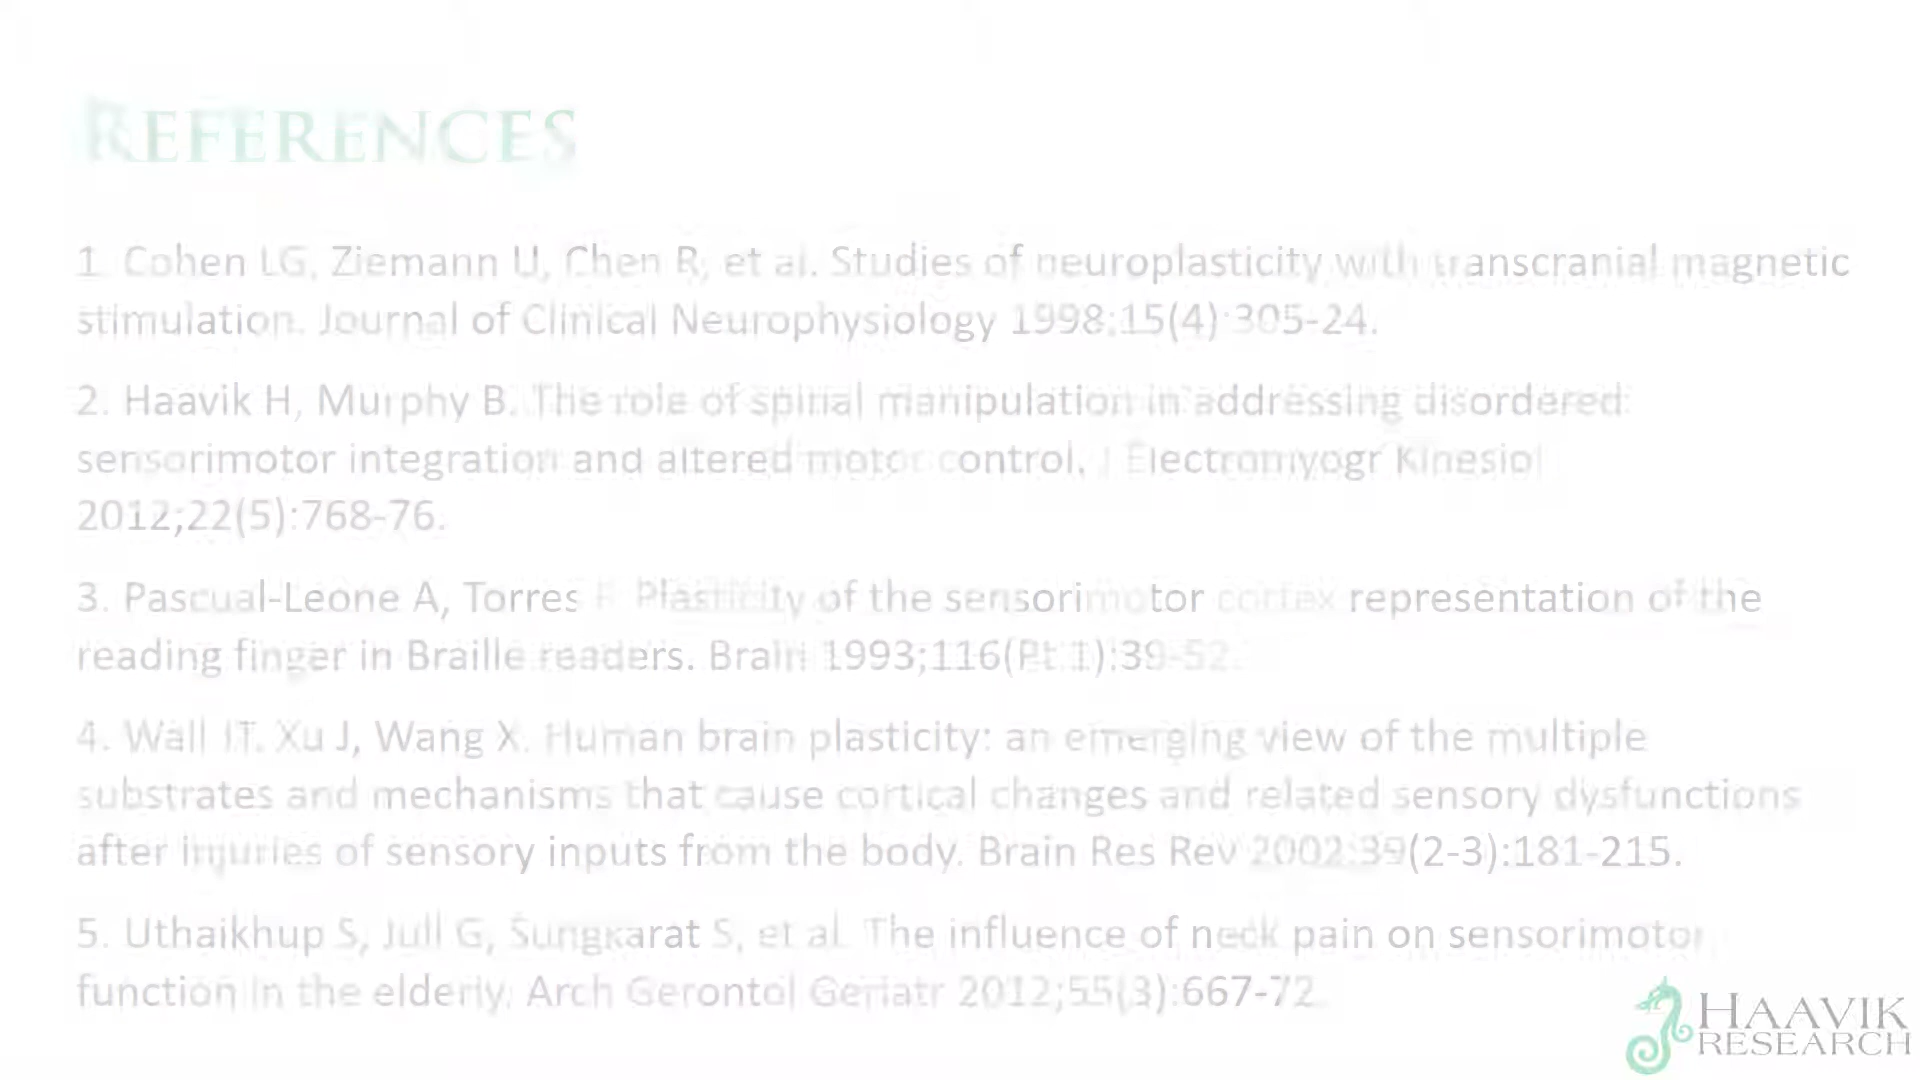 REFERENCES
1. Cohen LG, Ziemann U, Chen R, et al. Studies of neuroplasticity with transcranial magnetic
stimulation. Journal of Clinical Neurophysiology 1998;15(4):305-24.
2. Haavik H, Murphy B. The role of spinal manipulation in addressing disordered
sensorimotor integration and altered motor control. J Electromyogr Kinesiol
2012;22(5):768-76.
3. Pascual-Leone A, Torres F. Plasticity of the sensorimotor cortex representation of the
reading finger in Braille readers. Brain 1993;116(Pt 1):39-52.
4. Wall JT, Xu J, Wang X. Human brain plasticity: an emerging view of the multiple
substrates and mechanisms that cause cortical changes and related sensory dysfunctions
after injuries of sensory inputs from the body. Brain Res Rev 2002;39(2-3):181-215.
5. Uthaikhup S, Jull G, Sungkarat S, et al. The influence of neck pain on sensorimotor
function in the elderly. Arch Gerontol Geriatr 2012;55(3):667-72.
HAAVIK
RESEARCH